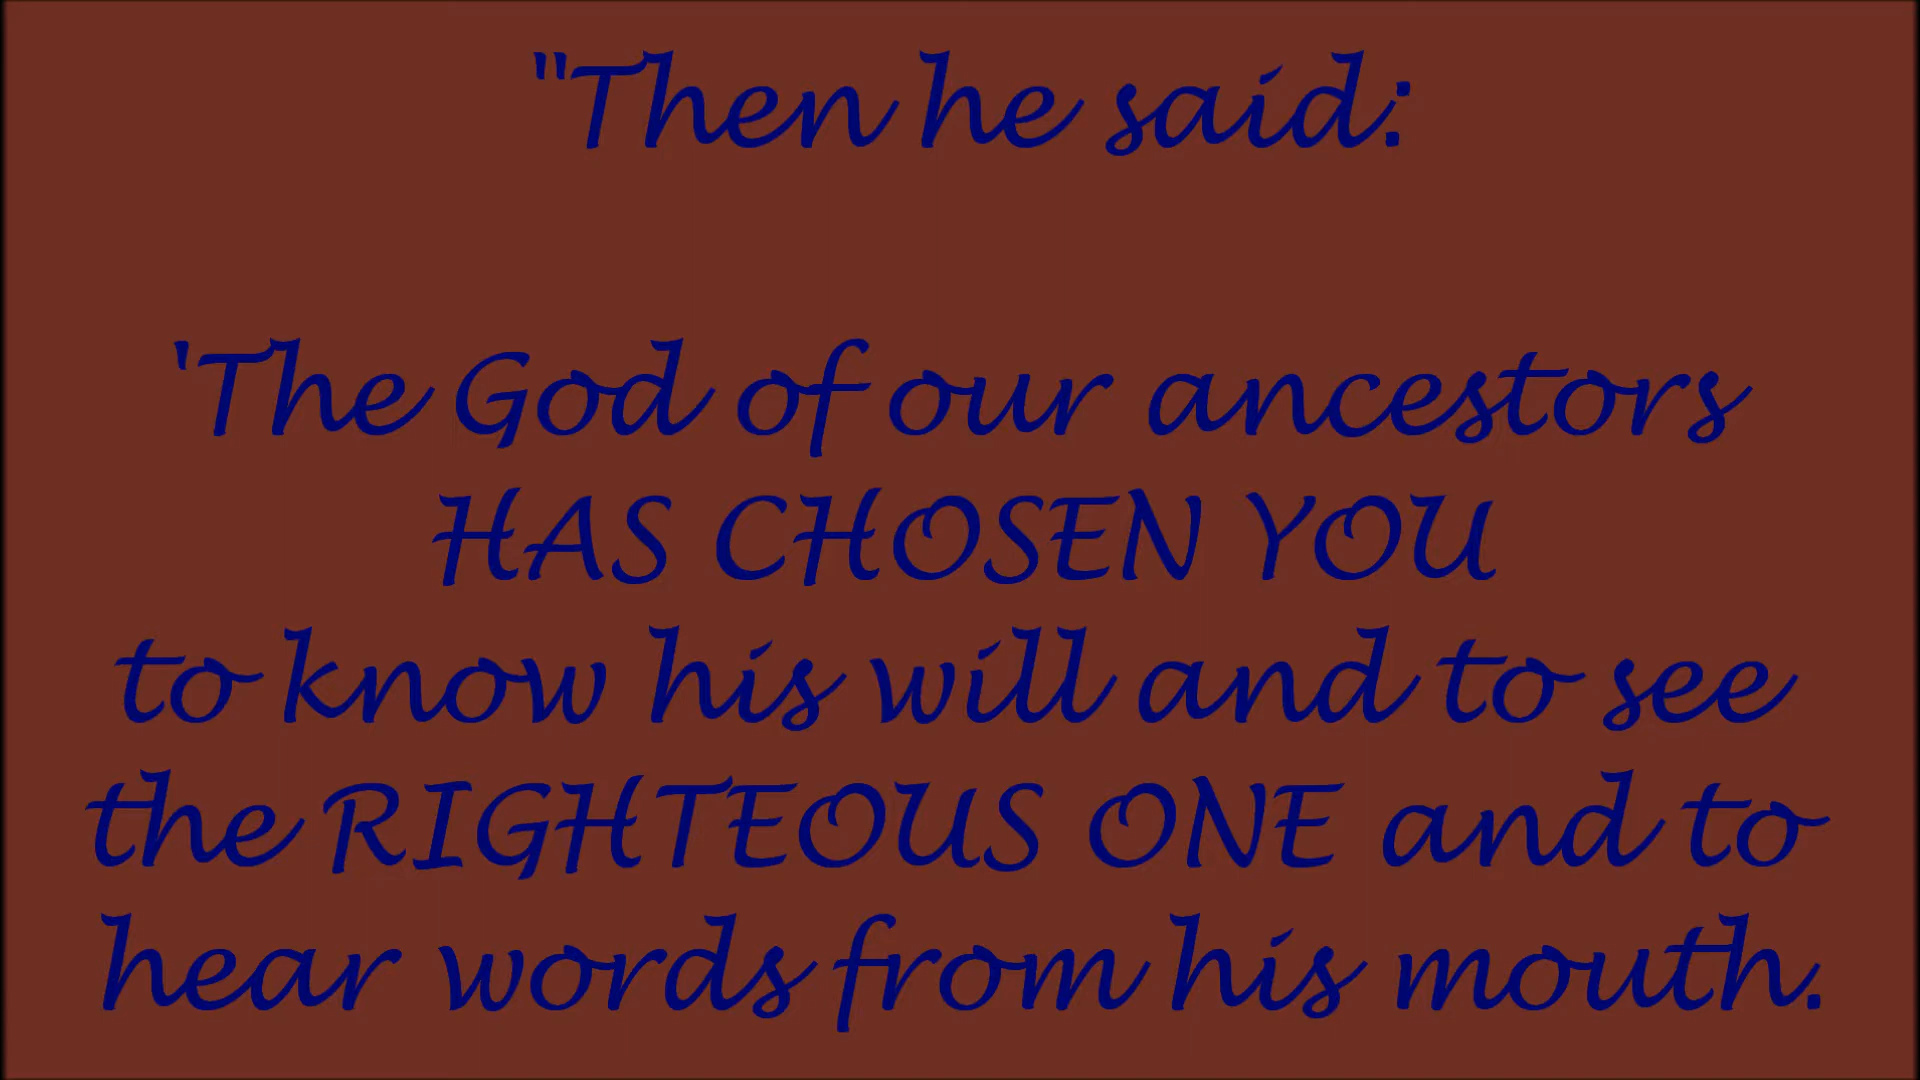 "Then he said:
'The God of our ancestors
HAS CHOSEN YOU
to know his will and to see
the RIGHTEOUS ONE and to
hear words from his mouth.